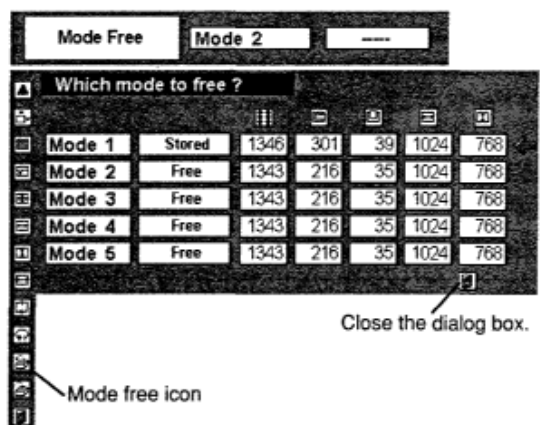 Mode Free Mode 2 -----
Which mode to free ?
Mode 1 Stored 1346 301 39 1024 768
Mode 2 Free 1343 216 35 1024 768
Mode 3 Free 1343 216 35 1024 768
Mode 4 Free 1343 216 35 1024 768
Mode 5 Free 1343 216 35 1024 768
Close the dialog box.
Mode free icon